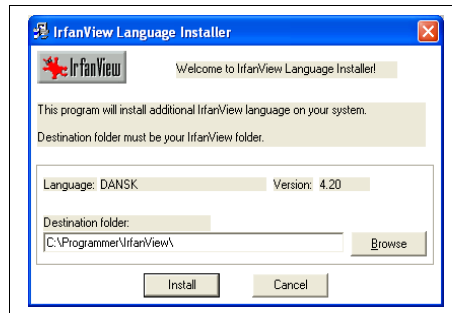 IrfanView Language Installer
IrfanView
Welcome to IrfanView Language Installer!
This program will install additional IrfanView language on your system.
Destination folder must be your IrfanView folder.
Language: DANSK Version: 4.20
Destination folder:
C:\Programmer\IrfanView\
Browse
Install Cancel